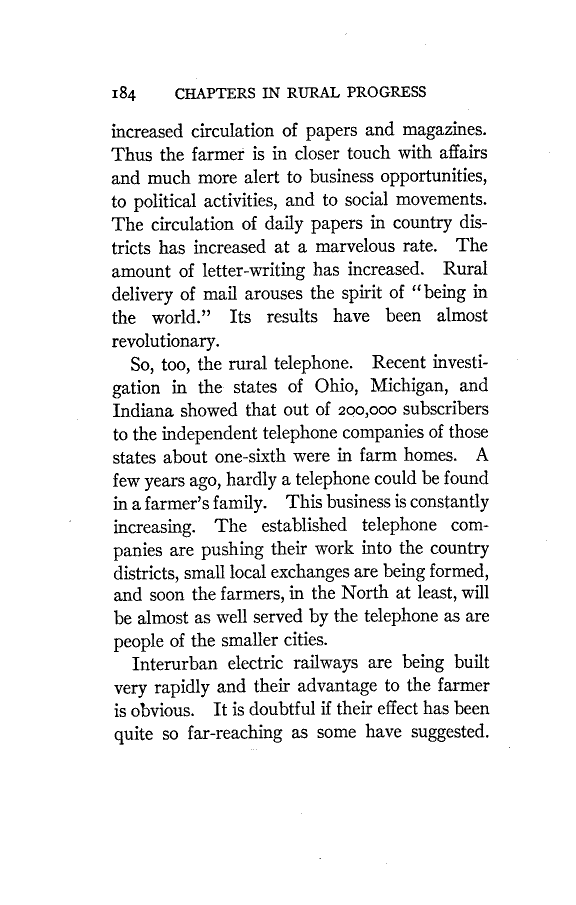 184 CHAPTERS IN RURAL PROGRESS
increased circulation of papers and magazines.
Thus the farmer is in closer touch with affairs
and much more alert to business opportunities,
to political activities, and to social movements.
The circulation of daily papers in country dis-
tricts has increased at a marvelous rate. The
amount of letter-writing has increased. Rural
delivery of mail arouses the spirit of "being in
the world." Its results have been almost
revolutionary.
So, too, the rural telephone. Recent investi-
gation in the states of Ohio, Michigan, and
Indiana showed that out of 200,000 subscribers
to the independent telephone companies of those
states about one-sixth were in farm homes. A
few years ago, hardly a telephone could be found
in a farmer's family. This business is constantly
increasing. The established telephone com-
panies are pushing their work into the country
districts, small local exchanges are being formed,
and soon the farmers, in the North at least, will
be almost as well served by the telephone as are
people of the smaller cities.
Interurban electric railways are being built
very rapidly and their advantage to the farmer
is obvious. It is doubtful if their effect has been
quite so far-reaching as some have suggested.